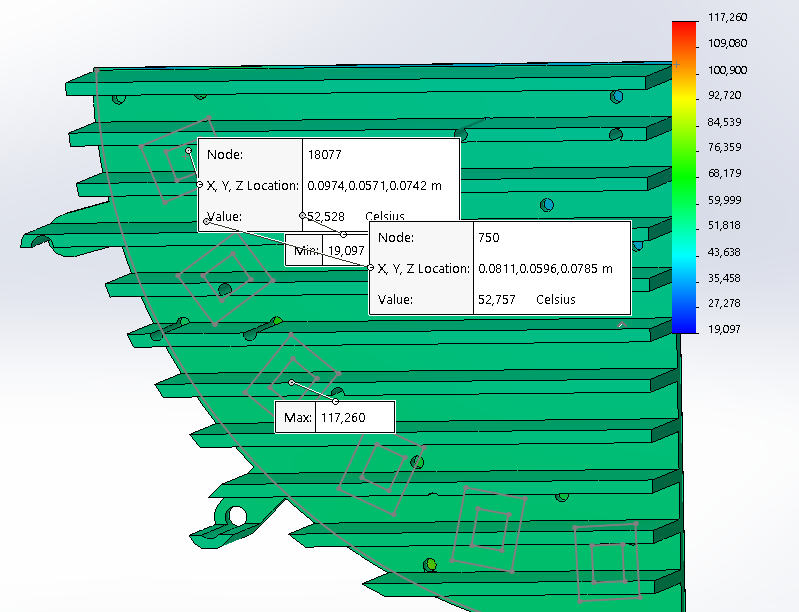 117,260
109,080
100,900
92,720
84,539
76,359
68,179
59,999
51,818
43,638
35,458
27,278
19,097
Node: 18077
X, Y, Z Location: 0.0974,0.0571,0.0742 m
Value: 52,528 Celsius
Min: 19,097
Node: 750
X, Y, Z Location: 0.0811,0.0596,0.0785 m
Value: 52,757 Celsius
Max: 117,260